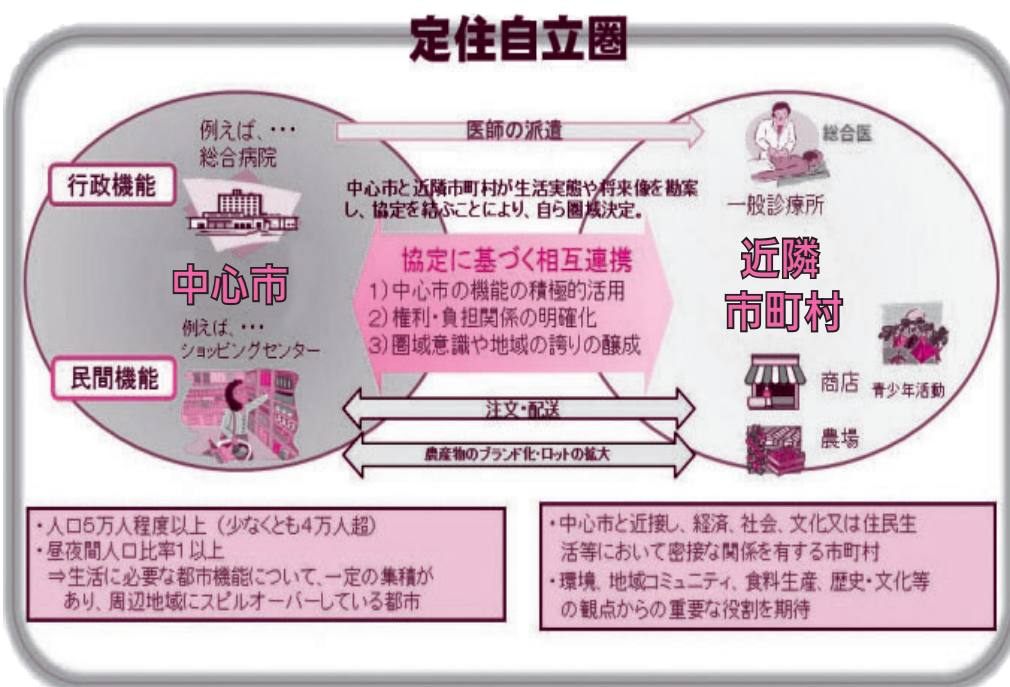 定住自立圏
例えば、・・・
総合病院
行政機能
中心市
例えば、・・・
ショッピングセンター
民間機能
医師の派遣
中心市と近隣市町村が生活実態や将来像を勘案
し、協定を結ぶことにより、自ら圏域決定。
協定に基づく相互連携
1)中心市の機能の積極的活用
2)権利・負担関係の明確化
3)圏域意識や地域の誇りの醸成
注文・配送
農産物のブランド化・ロットの拡大
総合医
一般診療所
近隣
市町村
商店
青少年活動
農場
・人口5万人程度以上（少なくとも4万人超）
・昼夜間人口比率1以上
⇒生活に必要な都市機能について、一定の集積が
あり、周辺地域にスピルオーバーしている都市
・中心市と近接し、経済、社会、文化又は住民生
活等において密接な関係を有する市町村
・環境、地域コミュニティ、食料生産、歴史・文化等
の観点からの重要な役割を期待